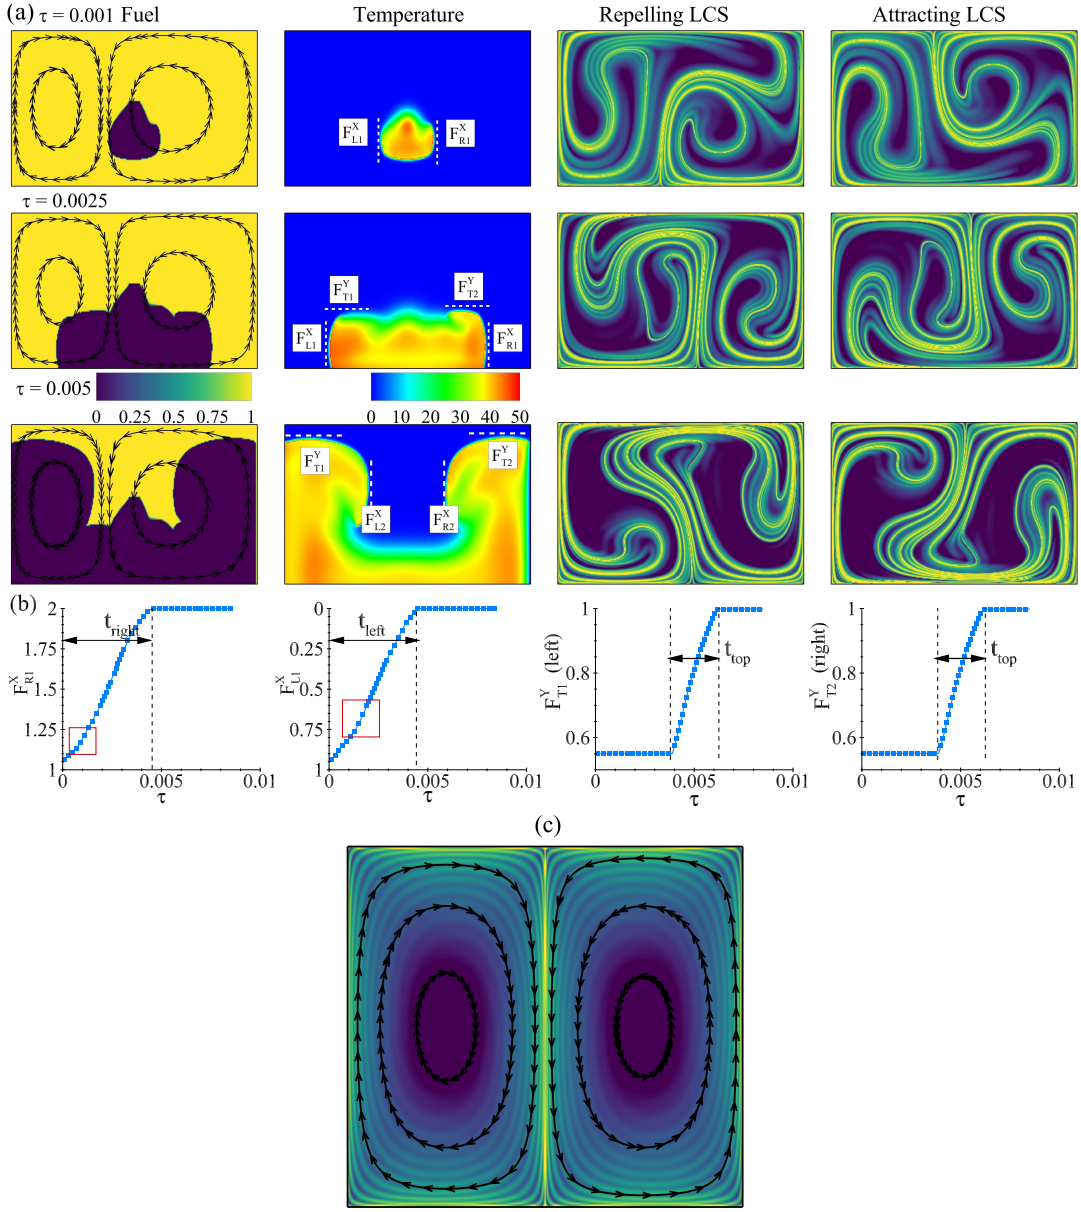 (a) τ = 0.001 Fuel Temperature Repelling LCS Attracting LCS
F^X_L1 F^X_R1
τ = 0.0025
F^Y_T1 F^Y_T2
F^X_L1 F^X_R1
τ = 0.005
0 0.25 0.5 0.75 1
0 10 20 30 40 50
F^Y_T1 F^Y_T2
F^X_L2 F^X_R2
(b)
2
1.75
1.5
1.25
1
F^X_R1
t_right
0 0.005 0.01
τ
0
0.25
0.5
0.75
1
F^X_L1
t_left
0 0.005 0.01
τ
1
0.8
0.6
F^Y_T1 (left)
t_top
0 0.005 0.01
τ
1
0.8
0.6
F^Y_T2 (right)
t_top
0 0.005 0.01
τ
(c)